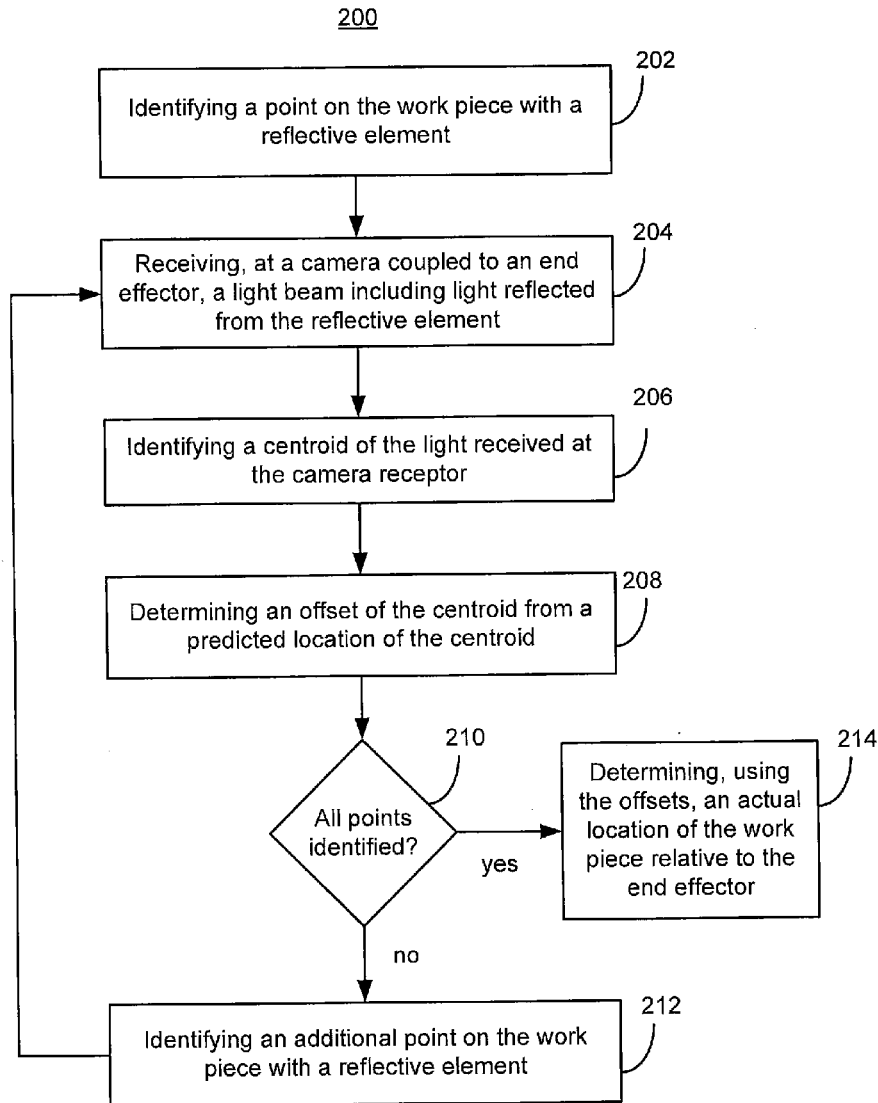 200
202
Identifying a point on the work piece with a
reflective element
204
Receiving, at a camera coupled to an end
effector, a light beam including light reflected
from the reflective element
206
Identifying a centroid of the light received at
the camera receptor
208
Determining an offset of the centroid from a
predicted location of the centroid
210
All points
identified?
yes
no
214
Determining, using
the offsets, an actual
location of the work
piece relative to the
end effector
212
Identifying an additional point on the work
piece with a reflective element